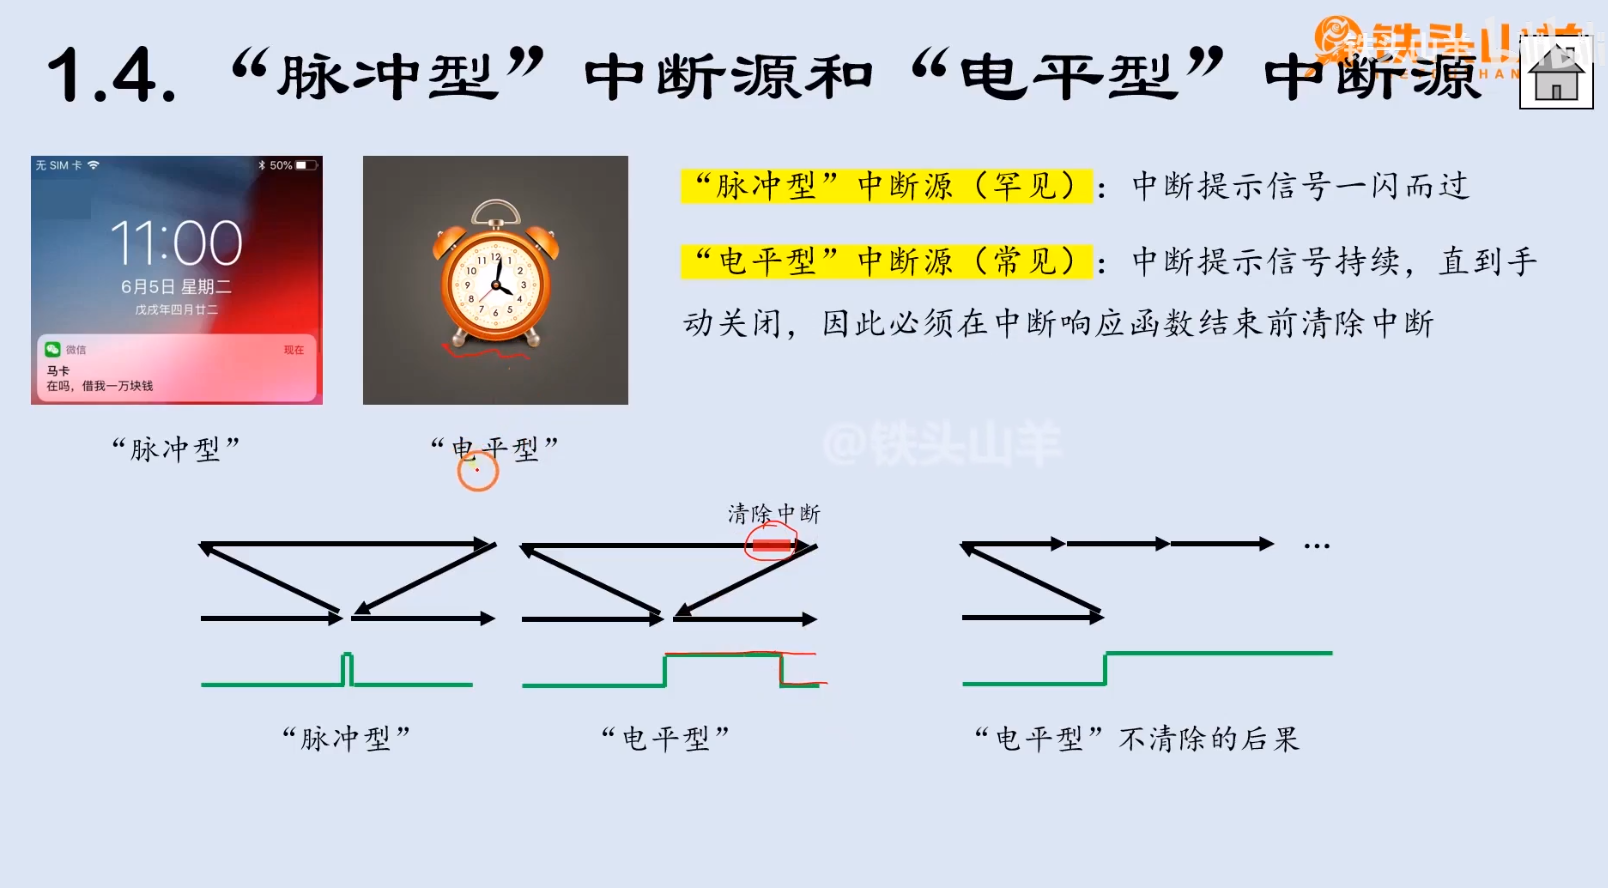 铁头山羊
1.4. “脉冲型”中断源和“电平型”中断源
无 SIM 卡
50%
11:00
6月5日 星期二
戊戌年四月廿二
微信
现在
马卡
在吗，借我一万块钱
12
1
2
3
4
5
6
7
8
9
10
11
“脉冲型”中断源（罕见）：中断提示信号一闪而过
“电平型”中断源（常见）：中断提示信号持续，直到手
动关闭，因此必须在中断响应函数结束前清除中断
“脉冲型”
“电平型”
@铁头山羊
清除中断
...
“脉冲型”
“电平型”
“电平型”不清除的后果